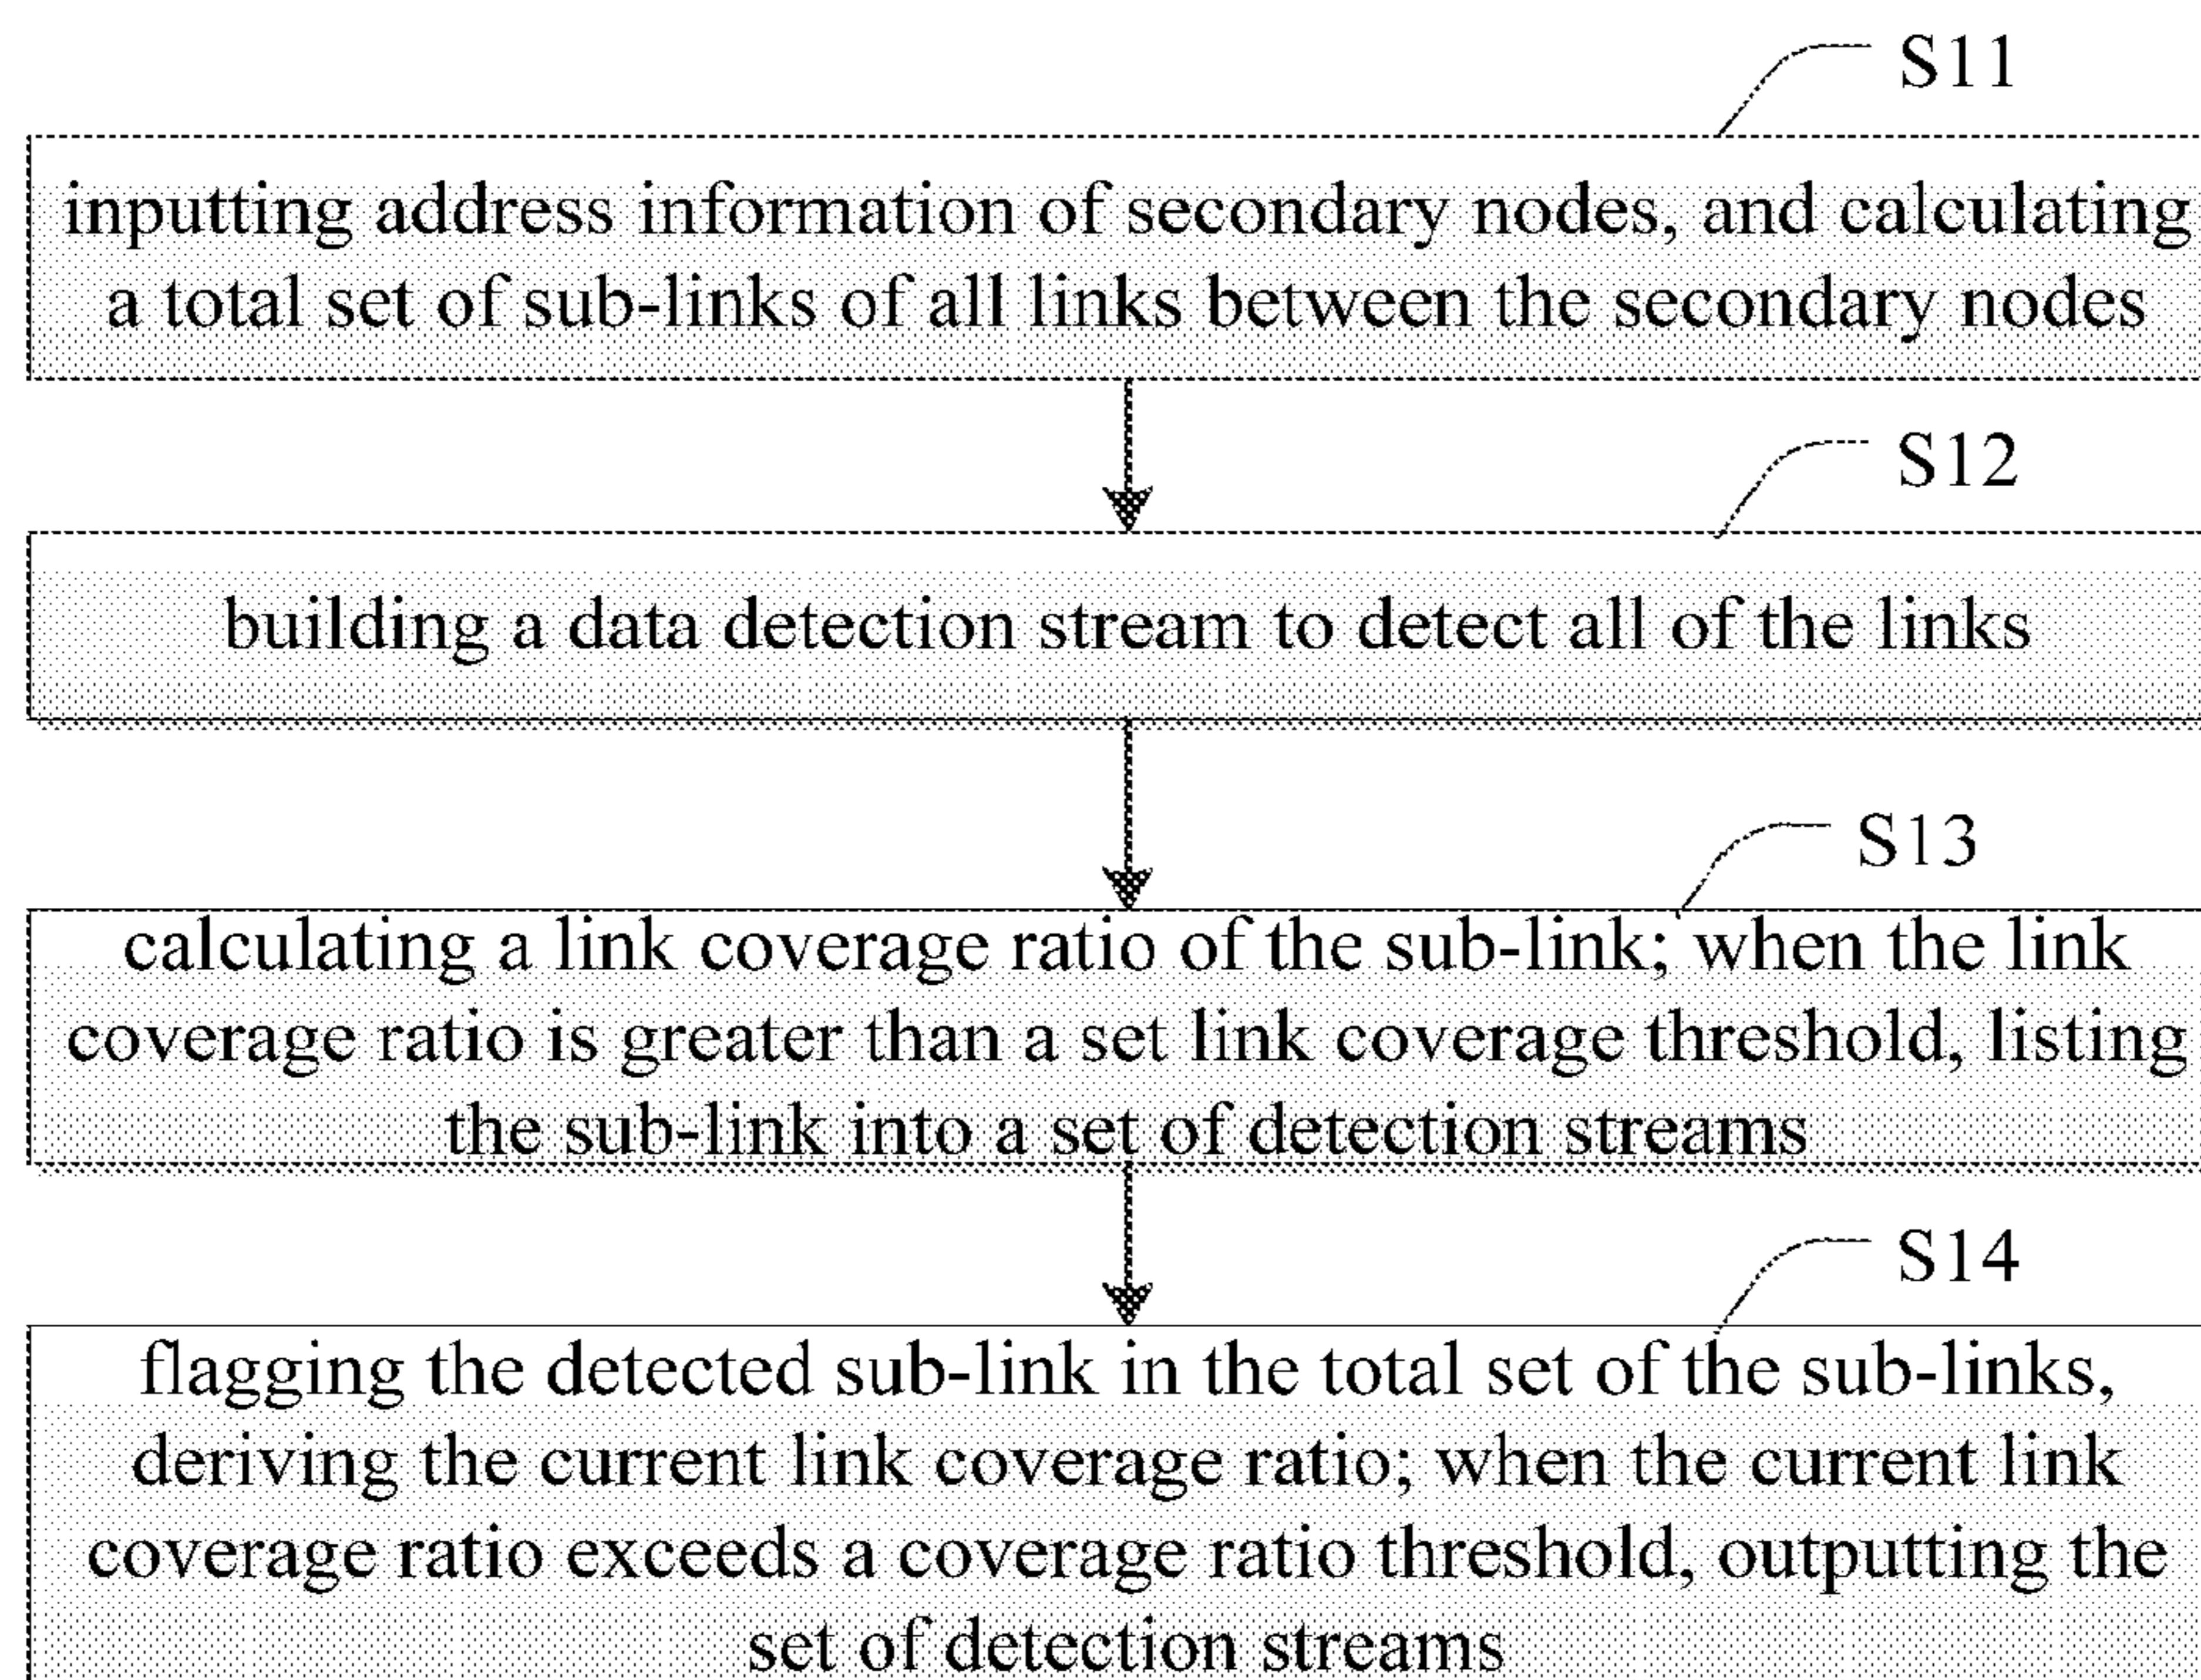 S11
inputting address information of secondary nodes, and calculating
a total set of sub-links of all links between the secondary nodes
S12
building a data detection stream to detect all of the links
S13
calculating a link coverage ratio of the sub-link; when the link
coverage ratio is greater than a set link coverage threshold, listing
the sub-link into a set of detection streams
S14
flagging the detected sub-link in the total set of the sub-links,
deriving the current link coverage ratio; when the current link
coverage ratio exceeds a coverage ratio threshold, outputting the
set of detection streams